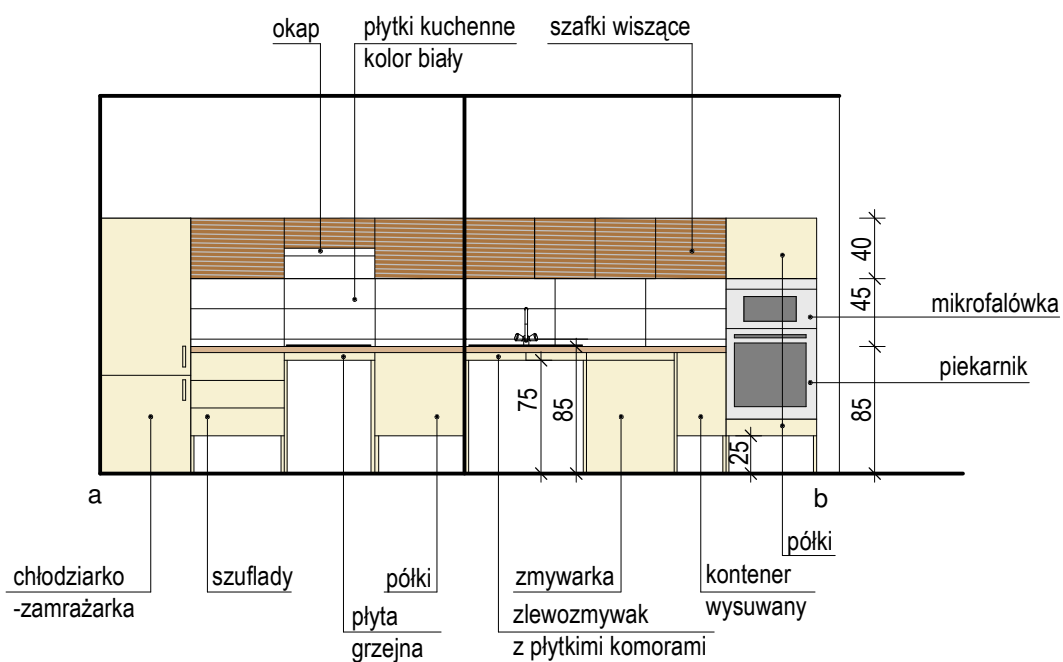 okap
płytki kuchenne
kolor biały
szafki wiszące
40
45
mikrofalówka
piekarnik
75
85
85
25
a
b
półki
chłodziarko
-zamrażarka
szuflady
półki
zmywarka
kontener
wysuwany
płyta
grzejna
zlewozmywak
z płytkimi komorami